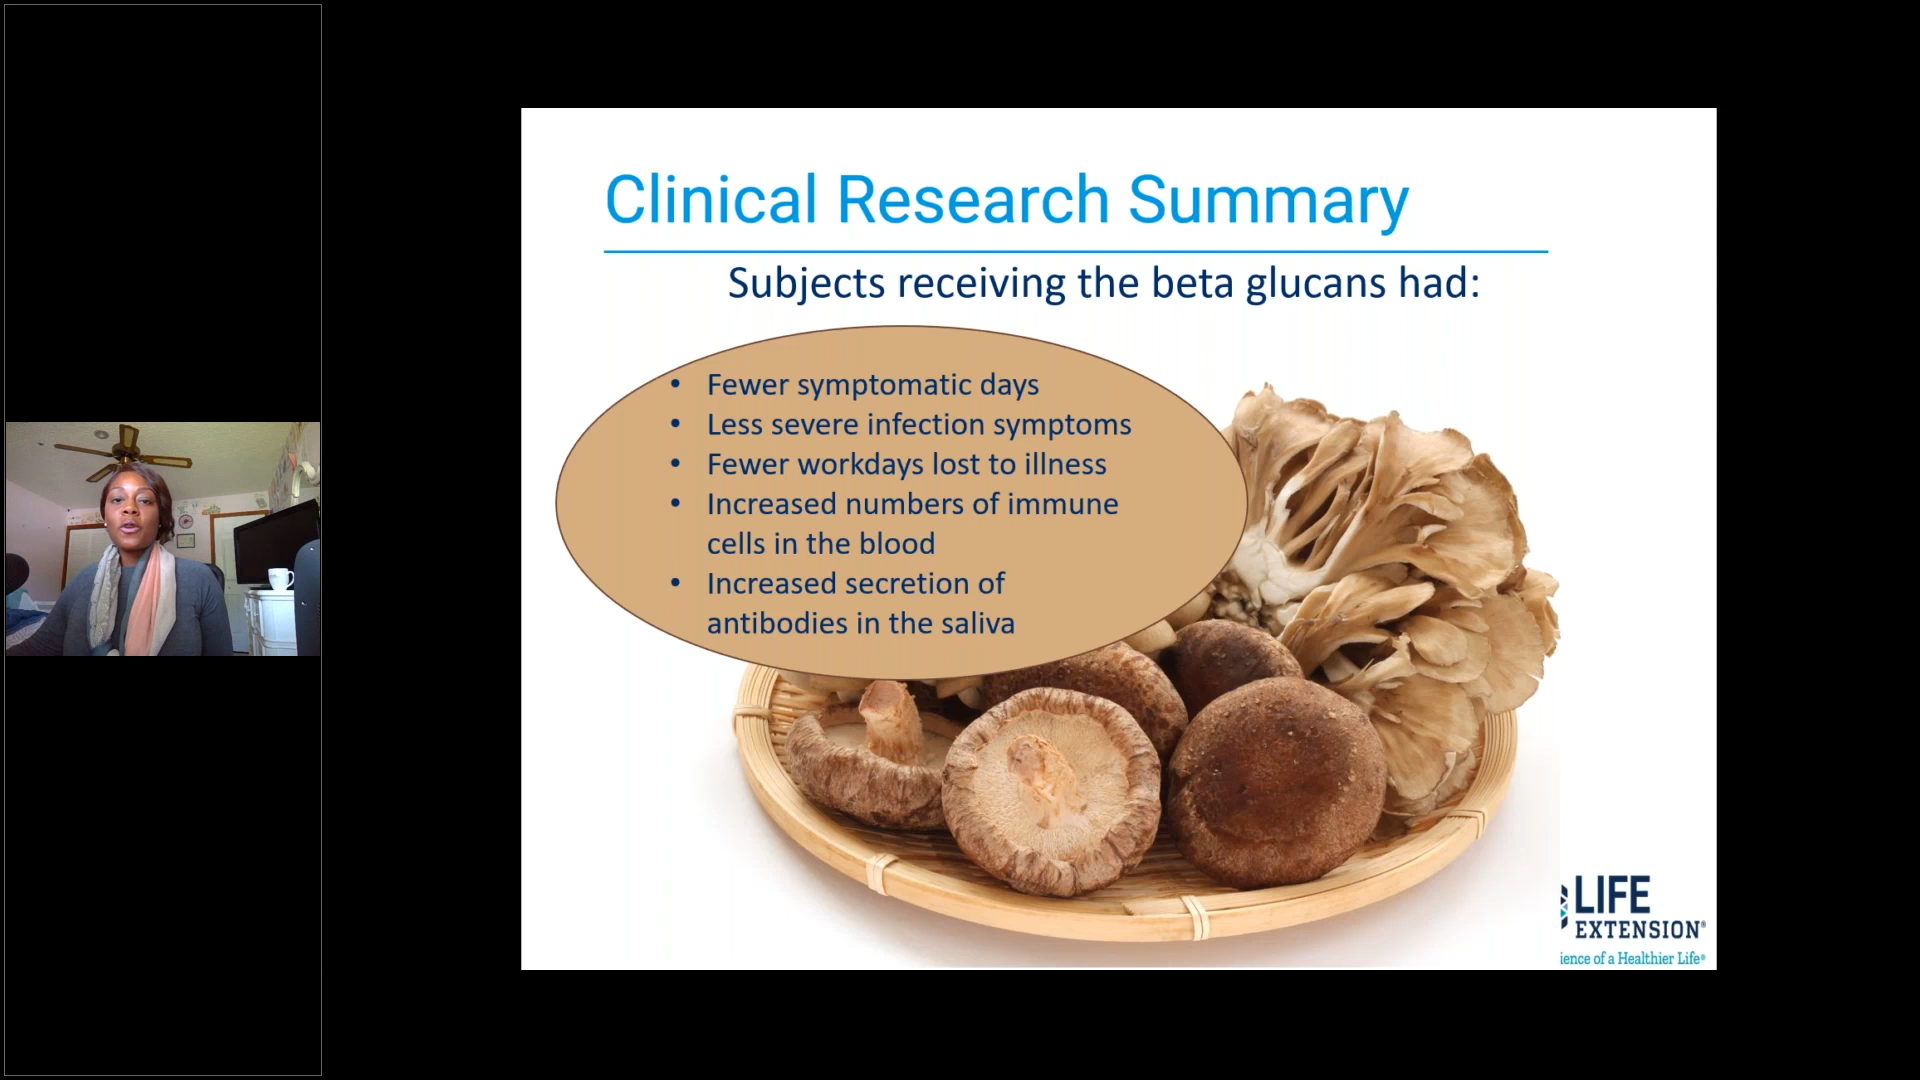 Clinical Research Summary
Subjects receiving the beta glucans had:
• Fewer symptomatic days
• Less severe infection symptoms
• Fewer workdays lost to illness
• Increased numbers of immune
cells in the blood
• Increased secretion of
antibodies in the saliva
LIFE
EXTENSION®
ience of a Healthier Life®